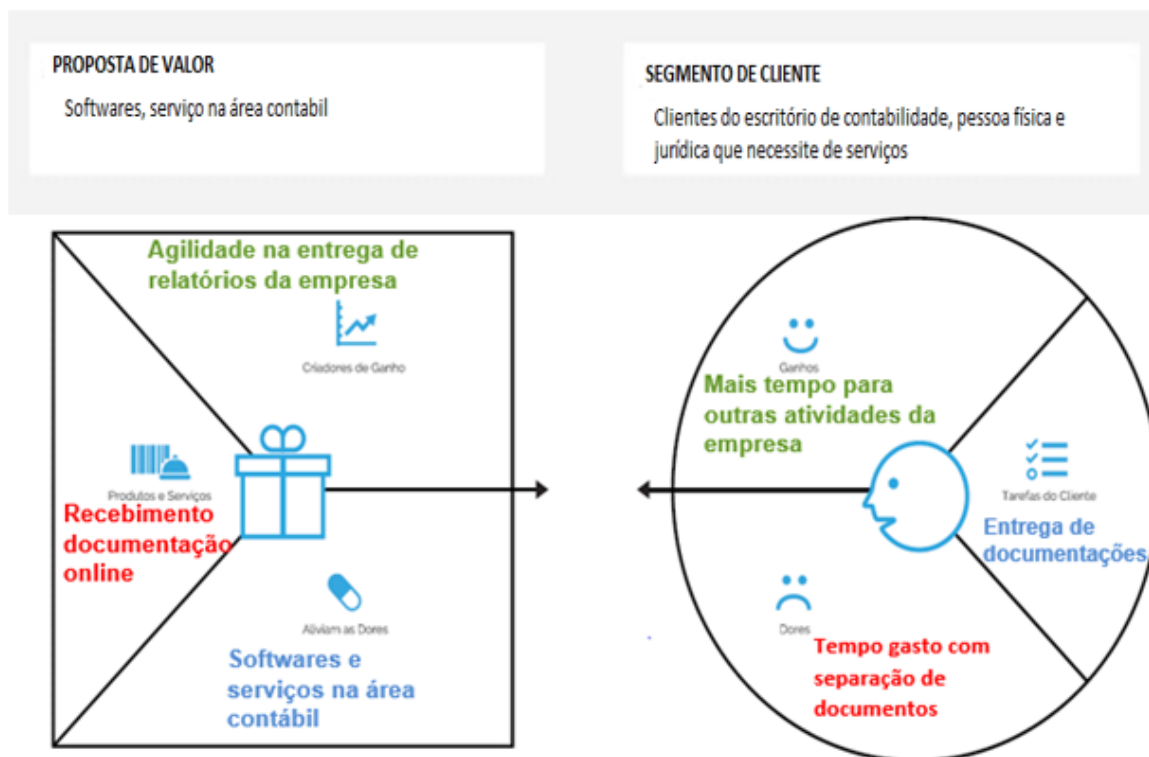 PROPOSTA DE VALOR
Softwares, serviço na área contabil
SEGMENTO DE CLIENTE
Clientes do escritório de contabilidade, pessoa física e
jurídica que necessite de serviços
Agilidade na entrega de
relatórios da empresa
Criadores de Ganho
Produtos e Serviços
Recebimento
documentação
online
Aliviam as Dores
Softwares e
serviços na área
contábil
Ganhos
Mais tempo para
outras atividades da
empresa
Tarefas do Cliente
Entrega de
documentações
Dores
Tempo gasto com
separação de
documentos